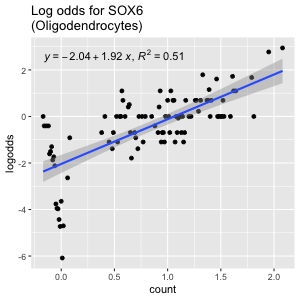 Log odds for SOX6
(Oligodendrocytes)
y = −2.04 + 1.92 x, R² = 0.51
logodds
2
0
-2
-4
-6
0.0 0.5 1.0 1.5 2.0
count